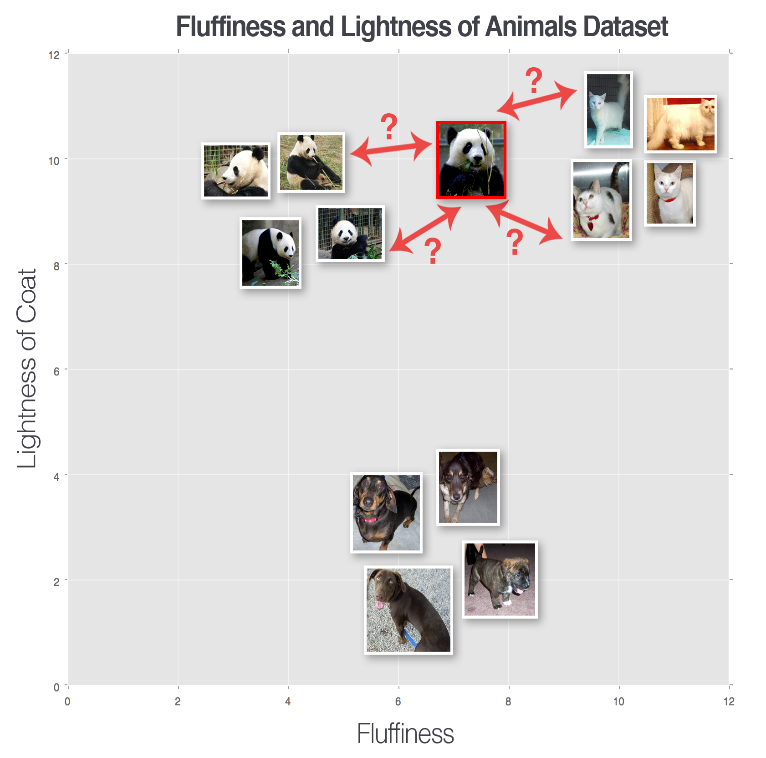 Fluffiness and Lightness of Animals Dataset
12
10
8
6
4
2
0
Lightness of Coat
?
?
?
?
0 2 4 6 8 10 12
Fluffiness